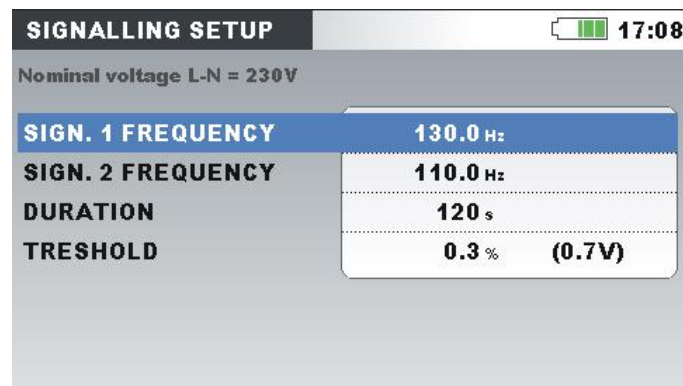 SIGNALLING SETUP 17:08
Nominal voltage L-N = 230V
SIGN. 1 FREQUENCY 130.0 Hz
SIGN. 2 FREQUENCY 110.0 Hz
DURATION 120 s
TRESHOLD 0.3 % (0.7V)